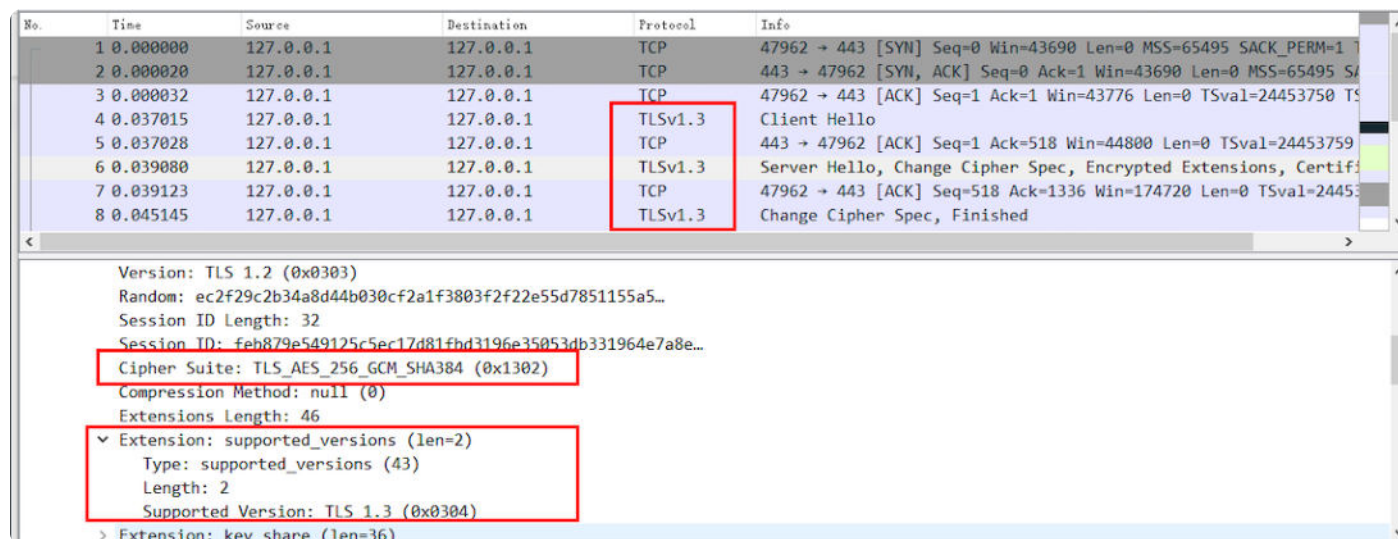 No. Time Source Destination Protocol Info
1 0.000000 127.0.0.1 127.0.0.1 TCP 47962 → 443 [SYN] Seq=0 Win=43690 Len=0 MSS=65495 SACK_PERM=1
2 0.000020 127.0.0.1 127.0.0.1 TCP 443 → 47962 [SYN, ACK] Seq=0 Ack=1 Win=43690 Len=0 MSS=65495
3 0.000032 127.0.0.1 127.0.0.1 TCP 47962 → 443 [ACK] Seq=1 Ack=1 Win=43776 Len=0 TSval=24453750
4 0.037015 127.0.0.1 127.0.0.1 TLSv1.3 Client Hello
5 0.037028 127.0.0.1 127.0.0.1 TCP 443 → 47962 [ACK] Seq=1 Ack=518 Win=44800 Len=0 TSval=24453759
6 0.039080 127.0.0.1 127.0.0.1 TLSv1.3 Server Hello, Change Cipher Spec, Encrypted Extensions, Certifi
7 0.039123 127.0.0.1 127.0.0.1 TCP 47962 → 443 [ACK] Seq=518 Ack=1336 Win=174720 Len=0 TSval=2445
8 0.045145 127.0.0.1 127.0.0.1 TLSv1.3 Change Cipher Spec, Finished
Version: TLS 1.2 (0x0303)
Random: ec2f29c2b34a8d44b030cf2a1f3803f2f22e55d7851155a5…
Session ID Length: 32
Session ID: feb879e549125c5ec17d81fbd3196e35053db331964e7a8e…
Cipher Suite: TLS_AES_256_GCM_SHA384 (0x1302)
Compression Method: null (0)
Extensions Length: 46
Extension: supported_versions (len=2)
Type: supported_versions (43)
Length: 2
Supported Version: TLS 1.3 (0x0304)
Extension: key_share (len=36)